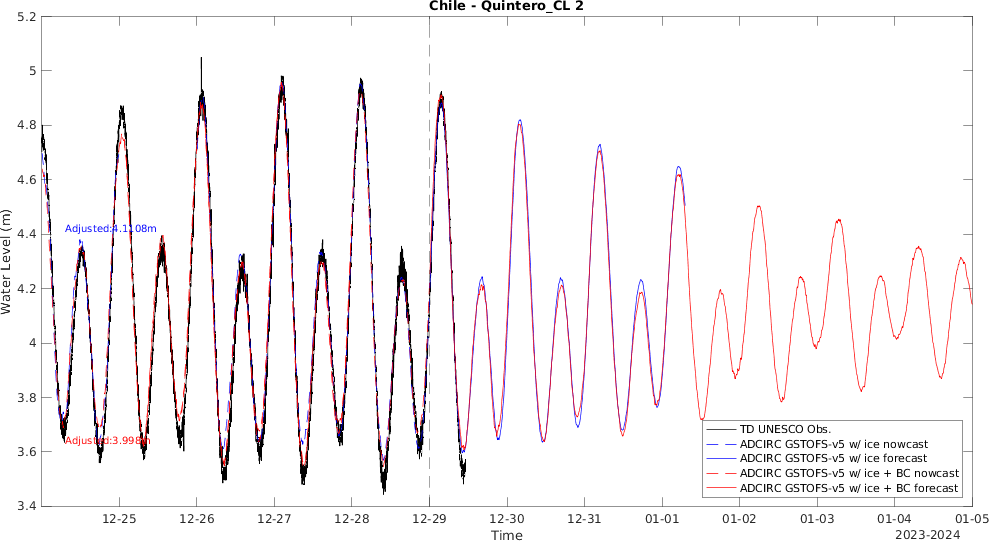 Chile - Quintero_CL 2
5.2
5
4.8
4.6
4.4
4.2
4
3.8
3.6
3.4
Water Level (m)
Adjusted:4.1108m
Adjusted:3.998m
TD UNESCO Obs.
ADCIRC GSTOFS-v5 w/ ice nowcast
ADCIRC GSTOFS-v5 w/ ice forecast
ADCIRC GSTOFS-v5 w/ ice + BC nowcast
ADCIRC GSTOFS-v5 w/ ice + BC forecast
12-25 12-26 12-27 12-28 12-29 12-30 12-31 01-01 01-02 01-03 01-04 01-05
Time
2023-2024